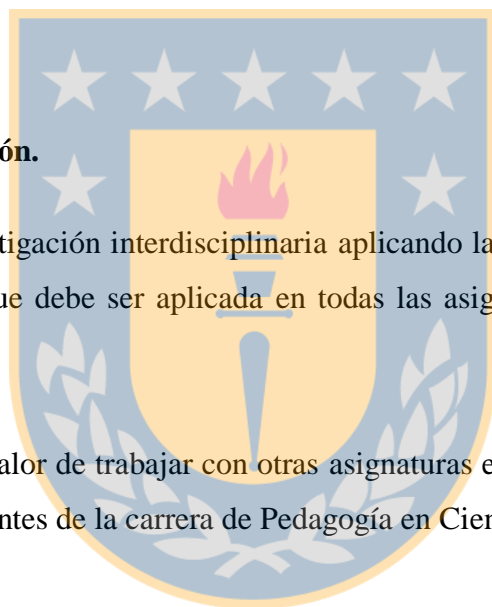 ón.
tigación interdisciplinaria aplicando la
ue debe ser aplicada en todas las asig
alor de trabajar con otras asignaturas e
ntes de la carrera de Pedagogía en Cien